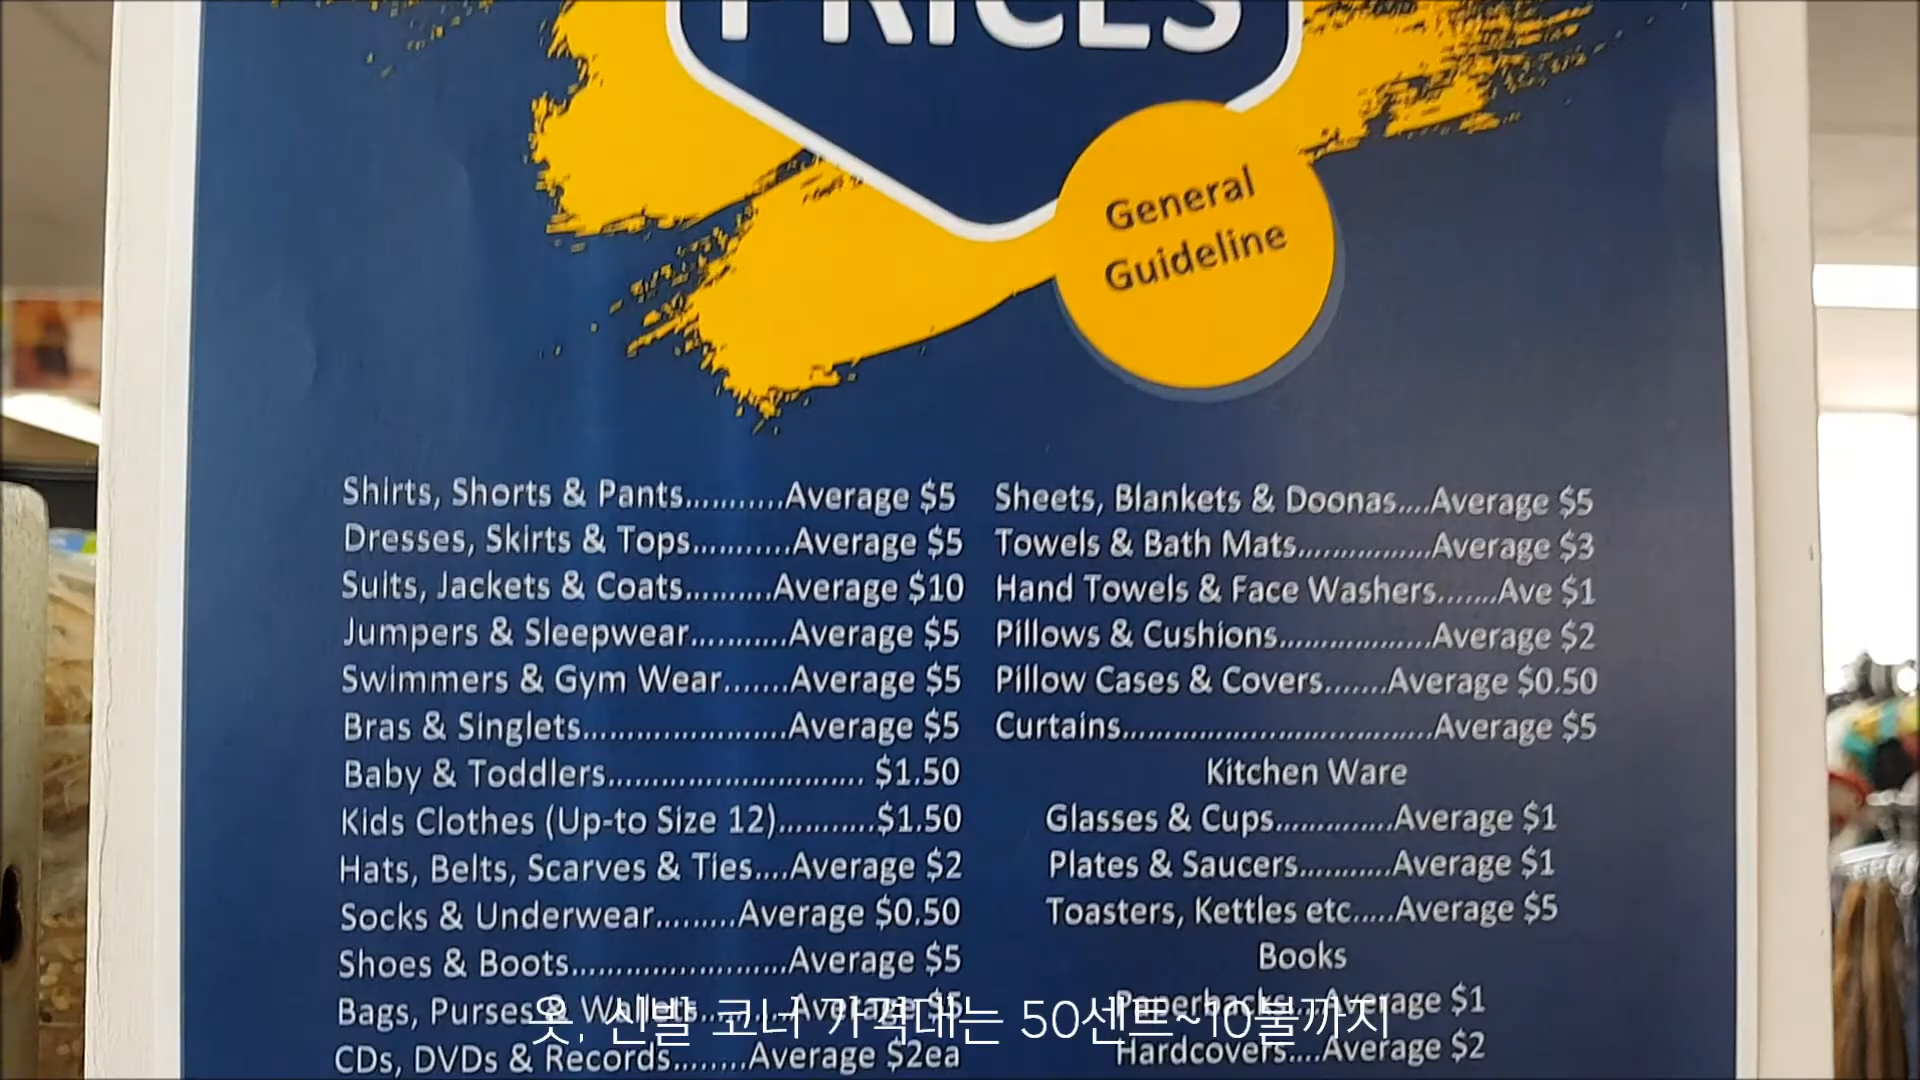 PRICES
General
Guideline
Shirts, Shorts & Pants...........Average $5
Dresses, Skirts & Tops...........Average $5
Suits, Jackets & Coats..........Average $10
Jumpers & Sleepwear...........Average $5
Swimmers & Gym Wear.......Average $5
Bras & Singlets.......................Average $5
Baby & Toddlers............................ $1.50
Kids Clothes (Up-to Size 12)...........$1.50
Hats, Belts, Scarves & Ties....Average $2
Socks & Underwear.........Average $0.50
Shoes & Boots........................Average $5
Bags, Purses & Wallets..........Average $5
CDs, DVDs & Records........Average $2ea
Sheets, Blankets & Doonas....Average $5
Towels & Bath Mats................Average $3
Hand Towels & Face Washers.......Ave $1
Pillows & Cushions..................Average $2
Pillow Cases & Covers.......Average $0.50
Curtains...................................Average $5
Kitchen Ware
Glasses & Cups..............Average $1
Plates & Saucers...........Average $1
Toasters, Kettles etc.....Average $5
Books
Paperbacks....Average $1
Hardcovers....Average $2
옷, 신발 코너 가격대는 50센트~10불까지